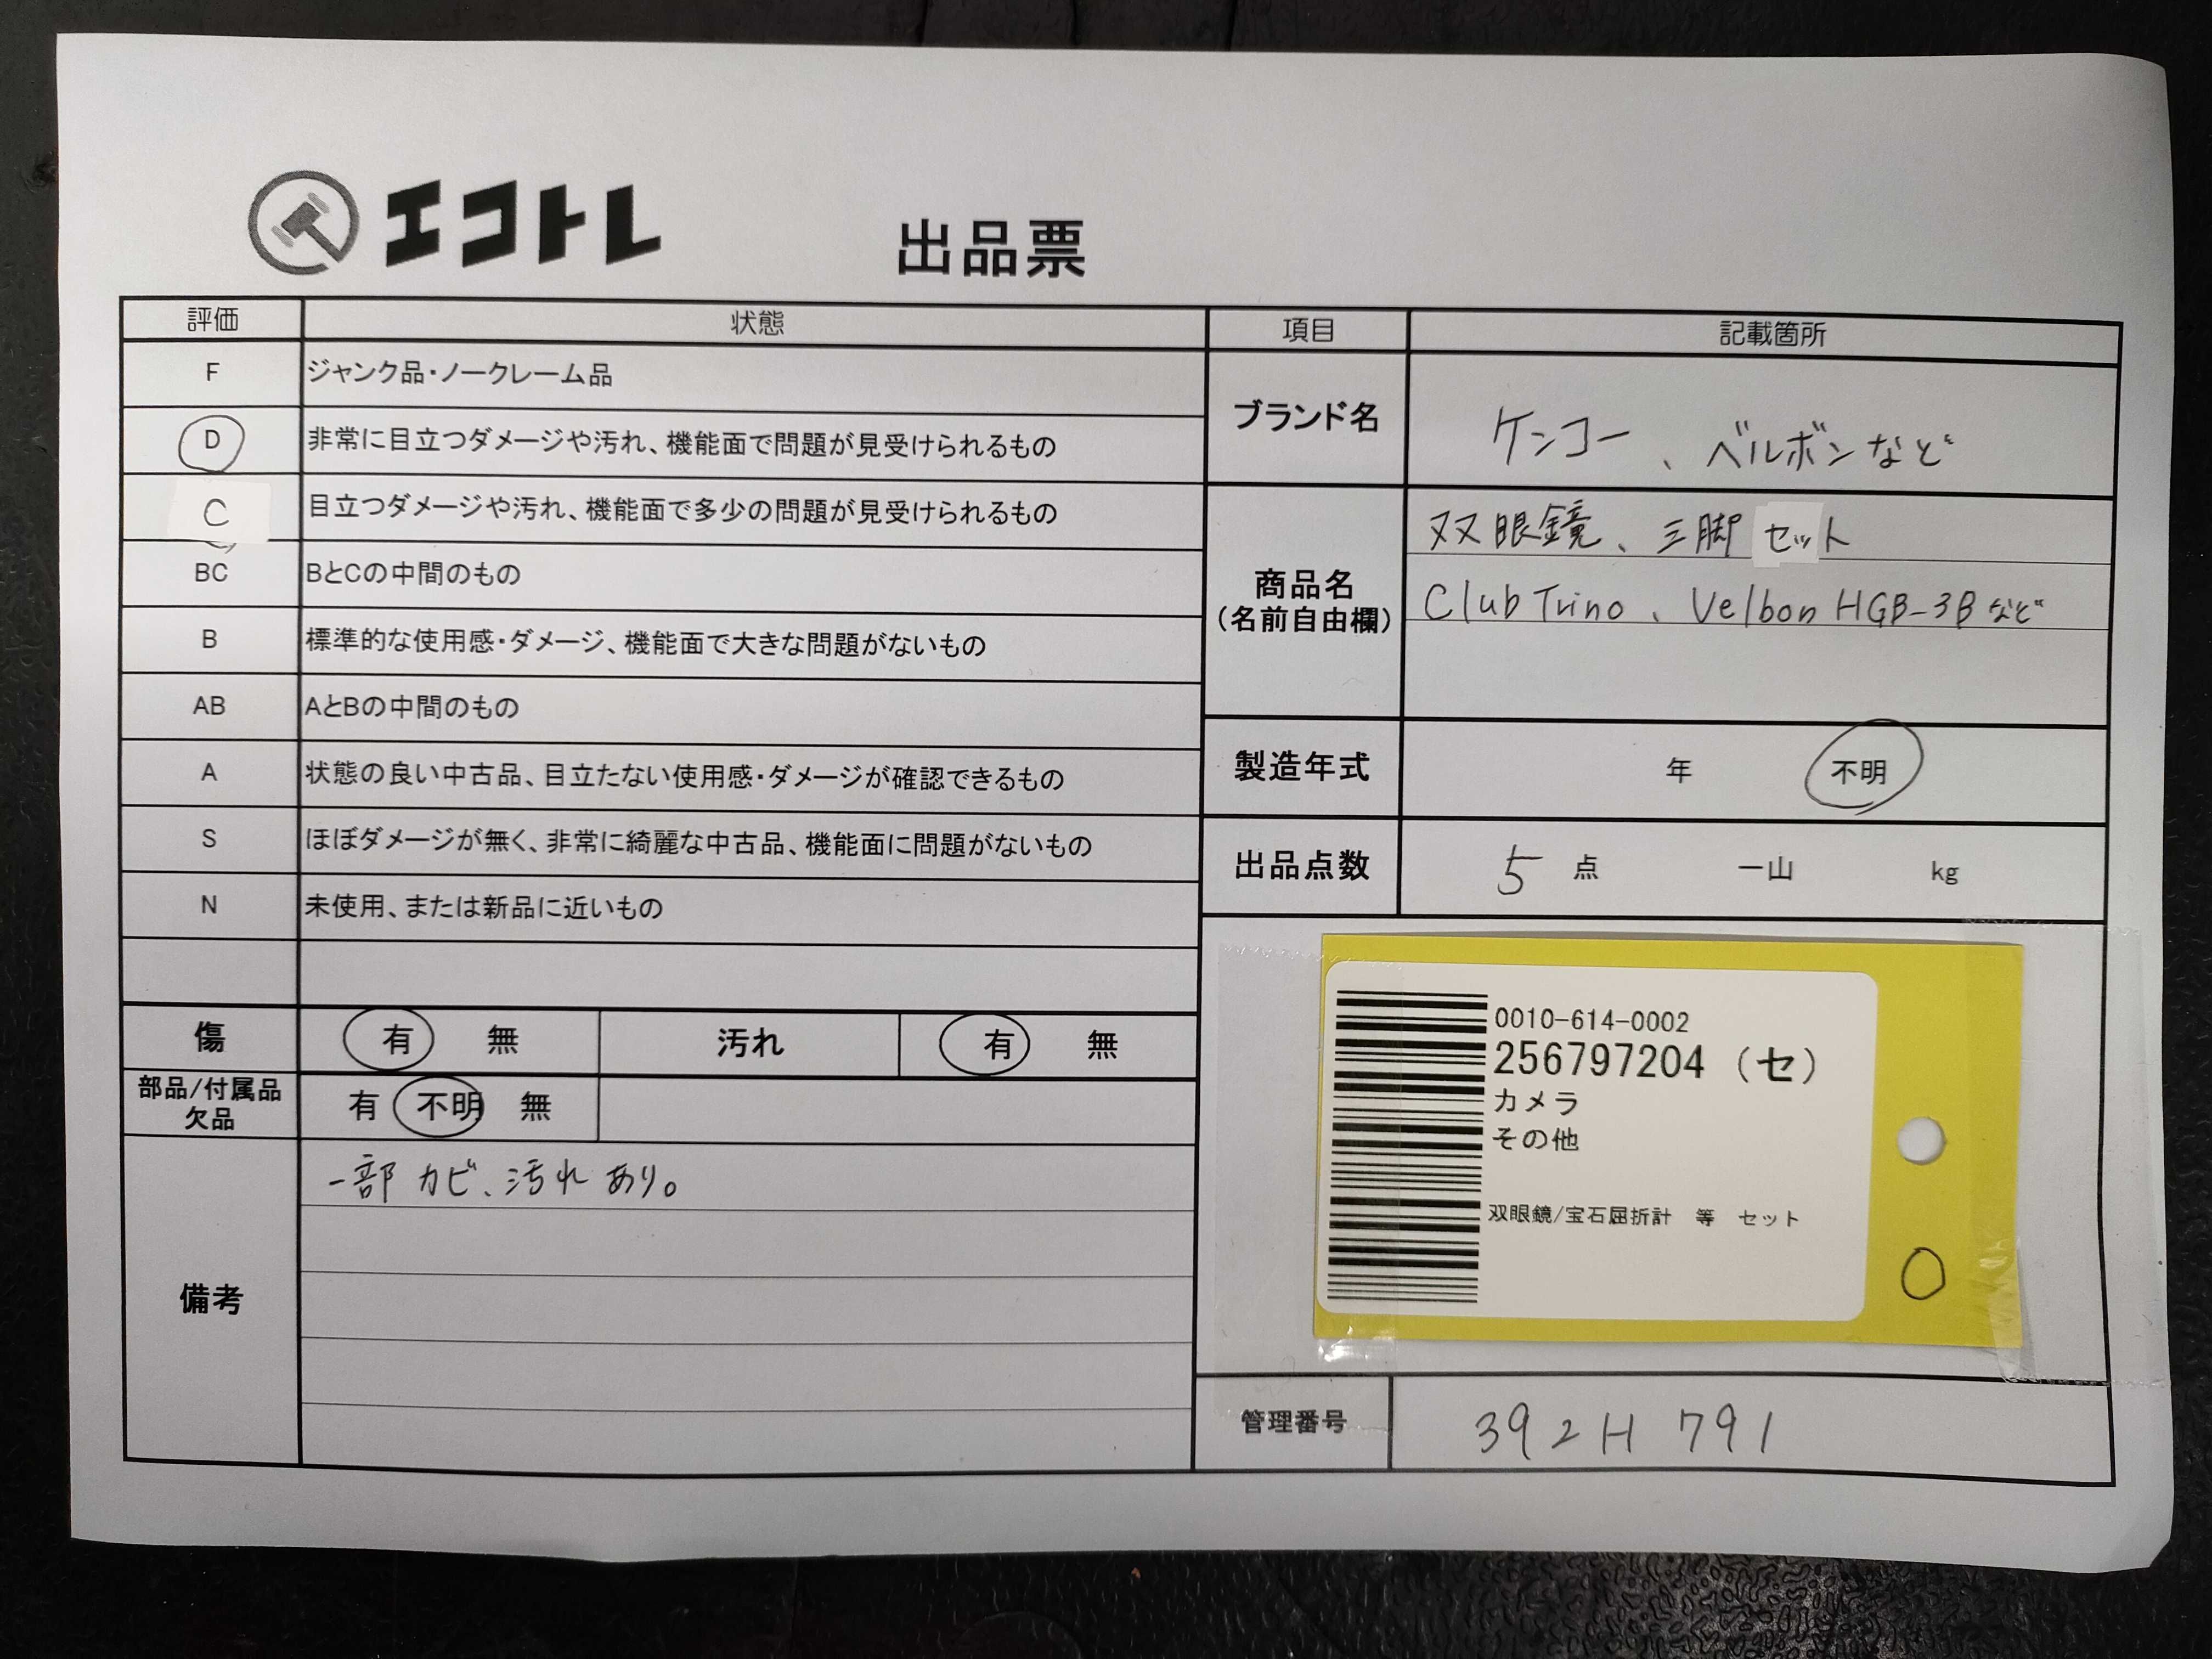 エコトレ
出品票
評価 状態
F ジャンク品・ノークレーム品
D 非常に目立つダメージや汚れ、機能面で問題が見受けられるもの
C 目立つダメージや汚れ、機能面で多少の問題が見受けられるもの
BC BとCの中間のもの
B 標準的な使用感・ダメージ、機能面で大きな問題がないもの
AB AとBの中間のもの
A 状態の良い中古品、目立たない使用感・ダメージが確認できるもの
S ほぼダメージが無く、非常に綺麗な中古品、機能面に問題がないもの
N 未使用、または新品に近いもの
傷 有 無 汚れ 有 無
部品/付属品
欠品
有 不明 無
備考
一部カビ、汚れあり。
項目 記載箇所
ブランド名 ケンコー、ベルボンなど
商品名
(名前自由欄)
双眼鏡、三脚セット
Club Trino、Velbon HGB-3Bなど
製造年式 年 不明
出品点数 5 点 一山 kg
0010-614-0002
256797204 (セ)
カメラ
その他
双眼鏡/宝石屈折計 等 セット
管理番号 392H 791